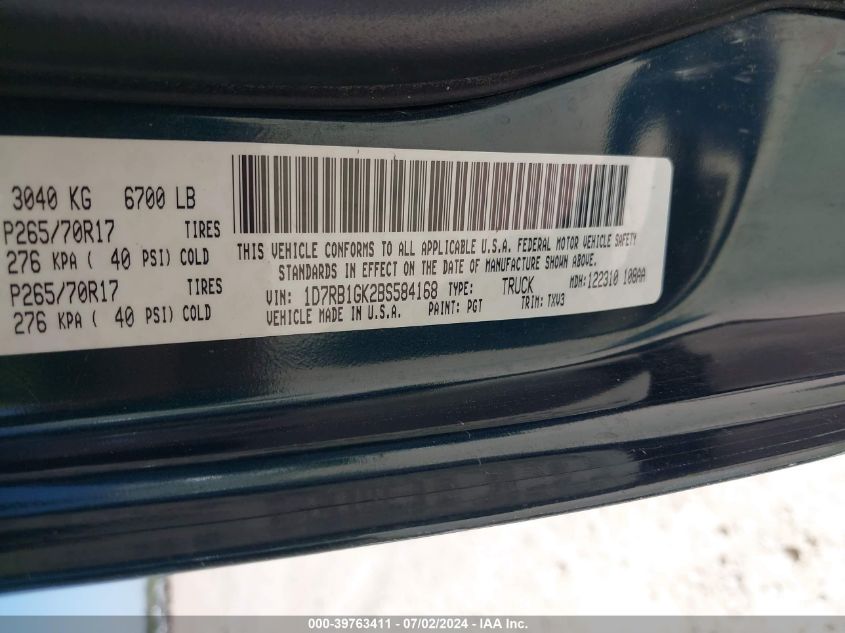 3040 KG 6700 LB
P265/70R17 TIRES
276 KPA ( 40 PSI) COLD
P265/70R17 TIRES
276 KPA ( 40 PSI) COLD
THIS VEHICLE CONFORMS TO ALL APPLICABLE U.S.A. FEDERAL MOTOR VEHICLE SAFETY
STANDARDS IN EFFECT ON THE DATE OF MANUFACTURE SHOWN ABOVE.
VIN: 1D7RB1GK2BS584168 TYPE: TRUCK MDH: 122310 108AA
VEHICLE MADE IN U.S.A. PAINT: PGT TRIM: TXV3
000-39763411 - 07/02/2024 - IAA Inc.